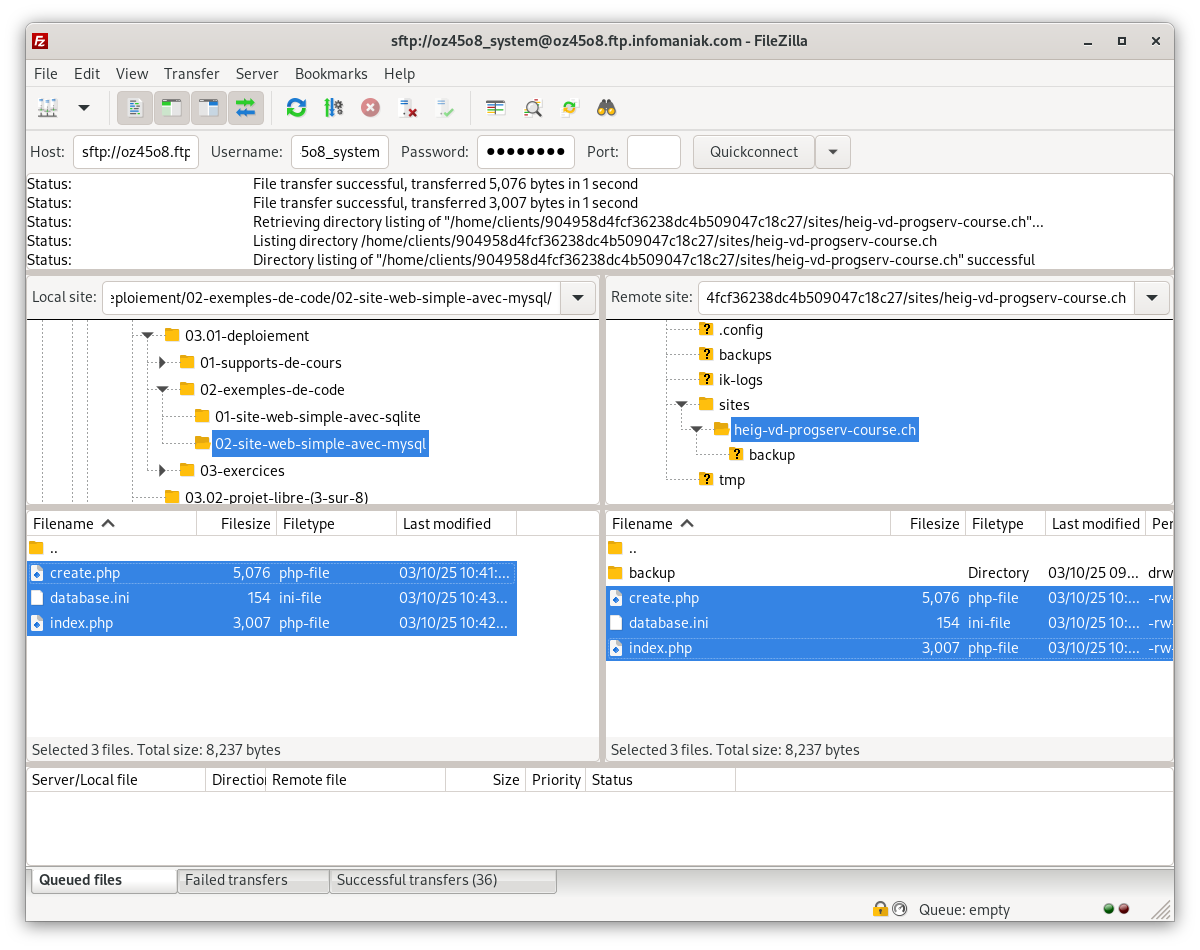 sftp://oz45o8_system@oz45o8.ftp.infomaniak.com - FileZilla
File Edit View Transfer Server Bookmarks Help
Host: sftp://oz45o8.ftp Username: 5o8_system Password: ●●●●●●●● Port: Quickconnect
Status: File transfer successful, transferred 5,076 bytes in 1 second
Status: File transfer successful, transferred 3,007 bytes in 1 second
Status: Retrieving directory listing of "/home/clients/904958d4fcf36238dc4b509047c18c27/sites/heig-vd-progserv-course.ch"...
Status: Listing directory /home/clients/904958d4fcf36238dc4b509047c18c27/sites/heig-vd-progserv-course.ch
Status: Directory listing of "/home/clients/904958d4fcf36238dc4b509047c18c27/sites/heig-vd-progserv-course.ch" successful
Local site: eploiement/02-exemples-de-code/02-site-web-simple-avec-mysql/
03.01-deploiement
01-supports-de-cours
02-exemples-de-code
01-site-web-simple-avec-sqlite
02-site-web-simple-avec-mysql
03-exercices
03.02-projet-libre-(3-sur-8)
Remote site: 4fcf36238dc4b509047c18c27/sites/heig-vd-progserv-course.ch
.config
backups
ik-logs
sites
heig-vd-progserv-course.ch
backup
tmp
Filename Filesize Filetype Last modified
..
create.php 5,076 php-file 03/10/25 10:41:...
database.ini 154 ini-file 03/10/25 10:43...
index.php 3,007 php-file 03/10/25 10:42...
Selected 3 files. Total size: 8,237 bytes
Filename Filesize Filetype Last modified Per
..
backup Directory 03/10/25 09... drw
create.php 5,076 php-file 03/10/25 10:... -rw-
database.ini 154 ini-file 03/10/25 10:... -rw-
index.php 3,007 php-file 03/10/25 10:... -rw-
Selected 3 files. Total size: 8,237 bytes
Server/Local file Direction Remote file Size Priority Status
Queued files Failed transfers Successful transfers (36)
Queue: empty